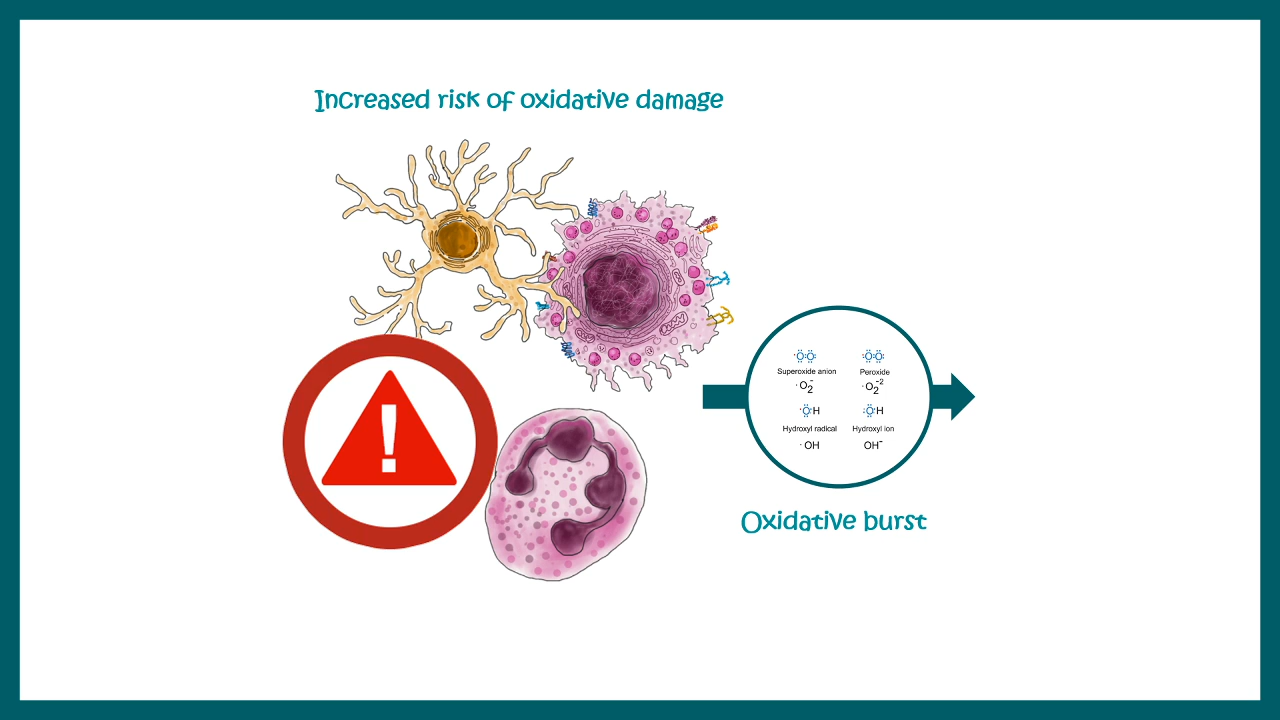 Increased risk of oxidative damage
·O:O: Superoxide anion
·O₂⁻
:O:O: Peroxide
·O₂⁻²
·O:H
Hydroxyl radical
·OH
:O:H
Hydroxyl ion
OH⁻
Oxidative burst